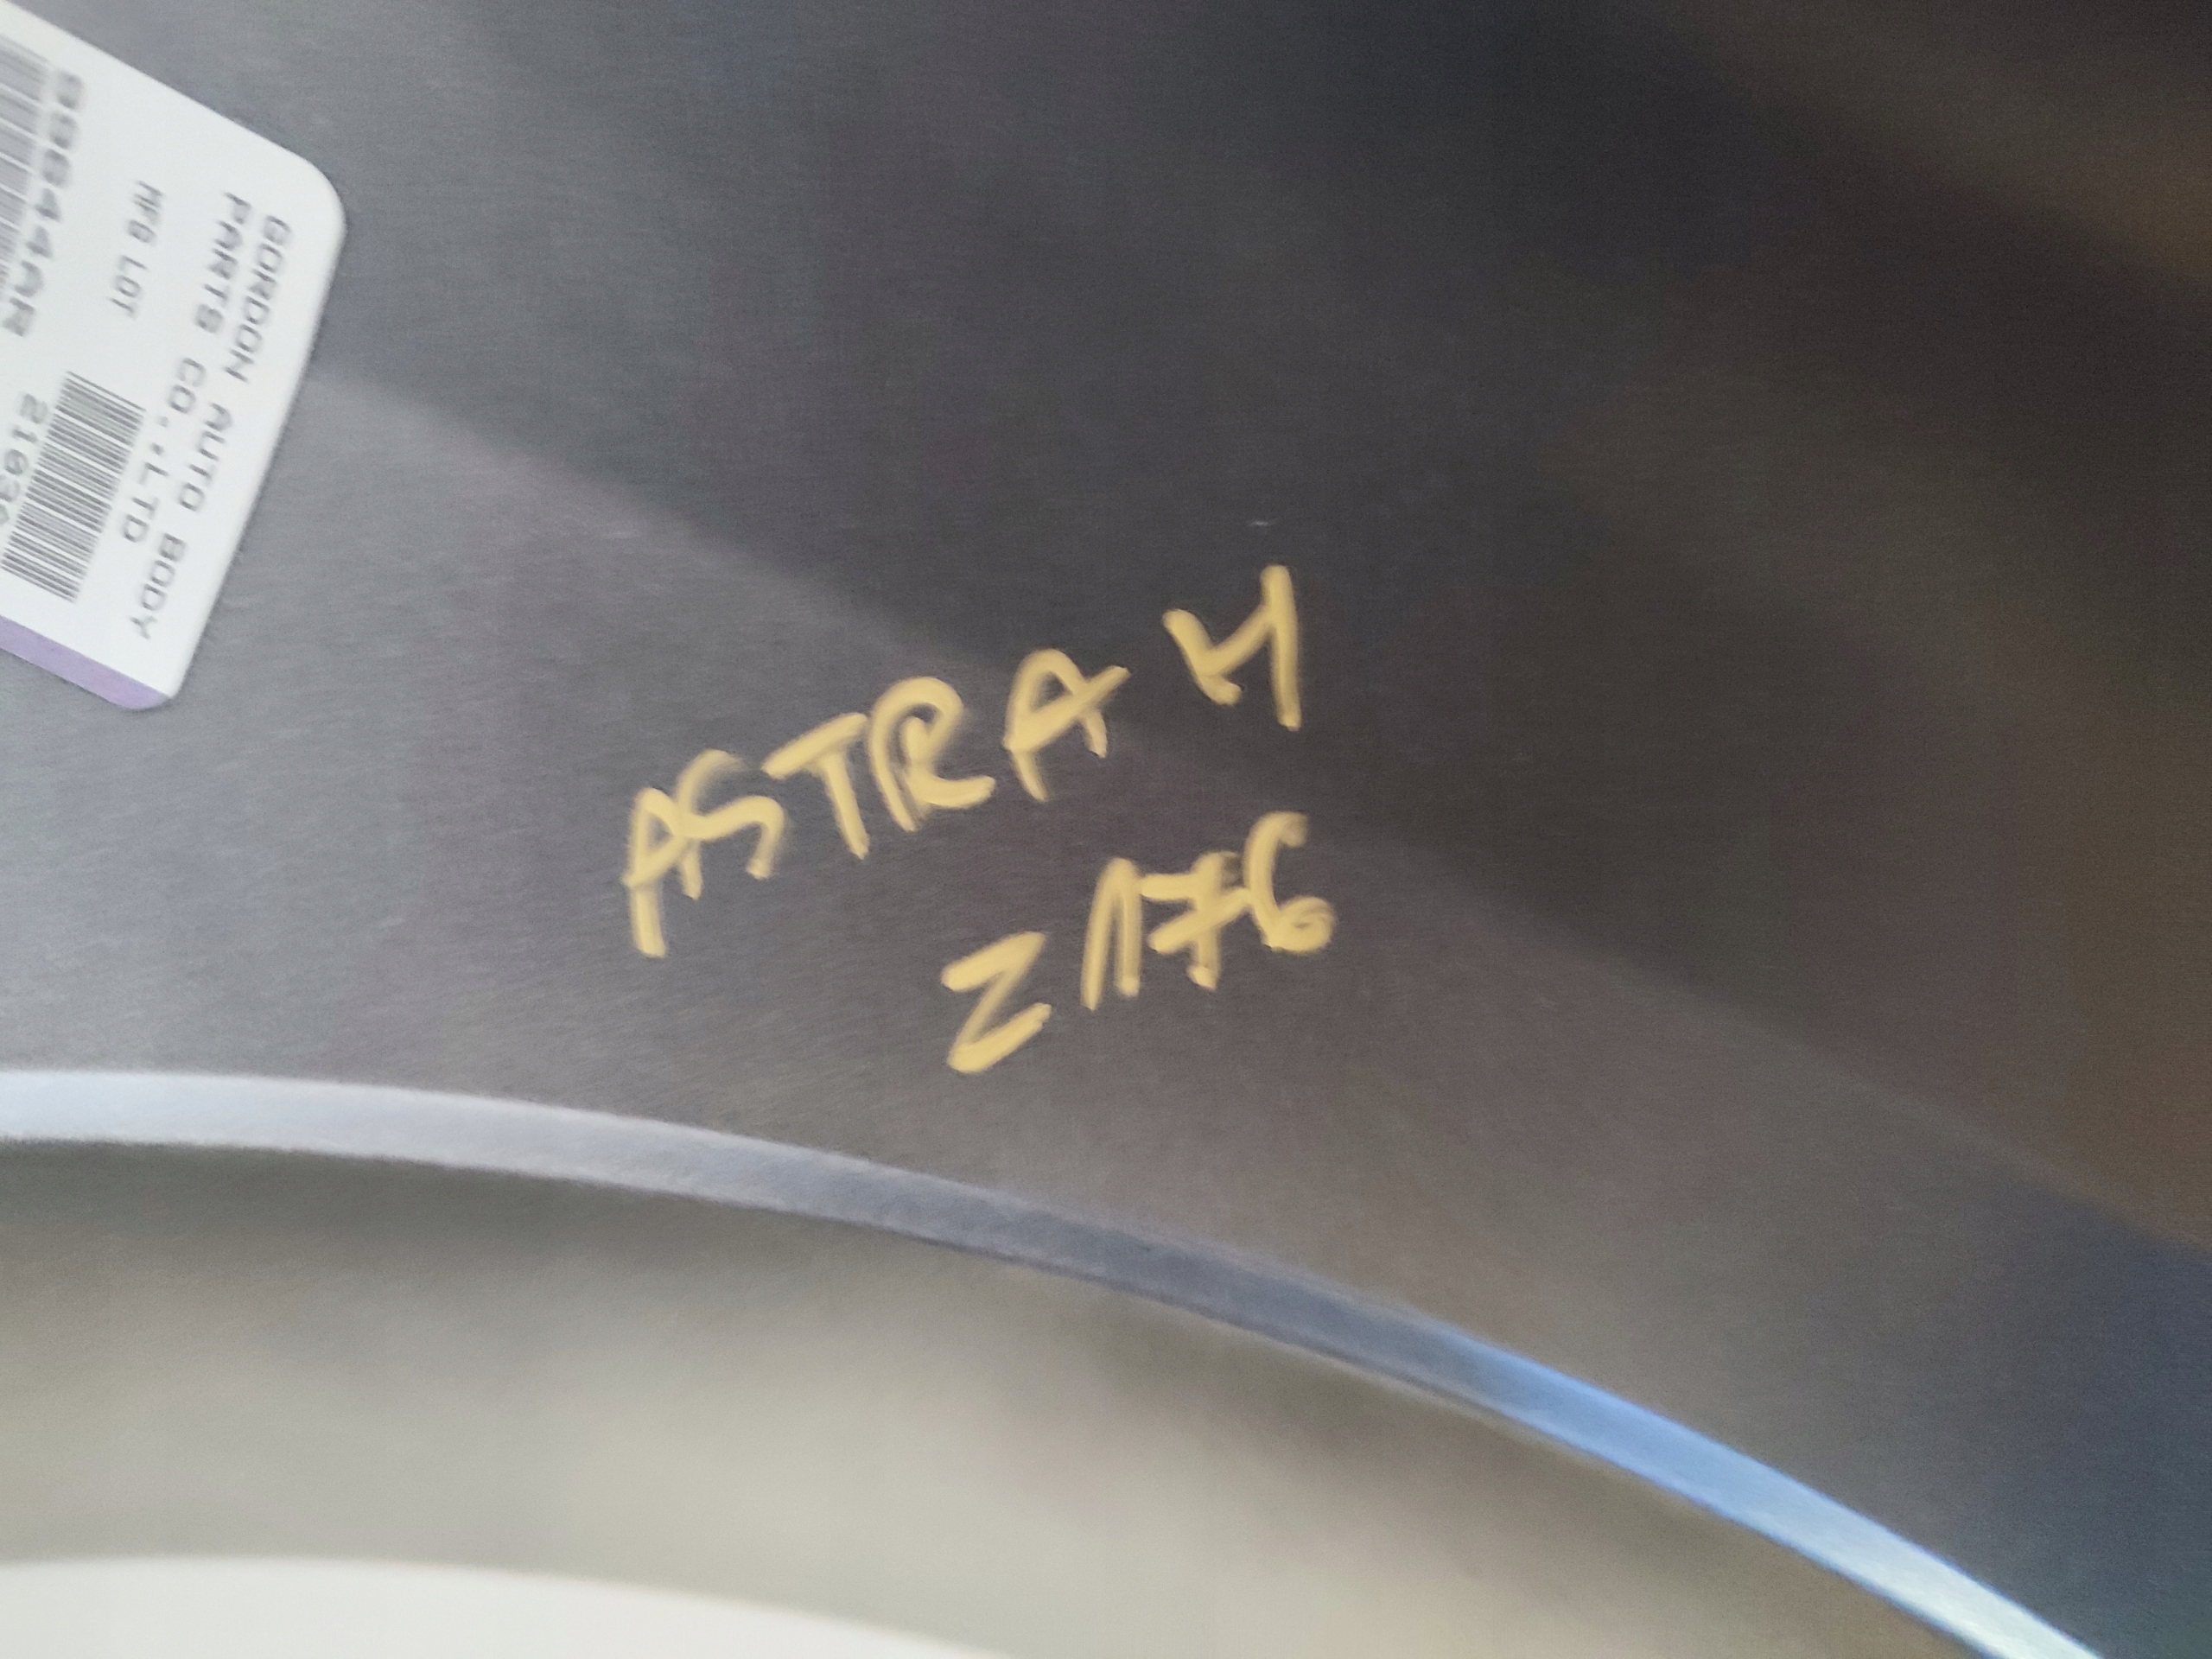 GORDON AUTO BODY
PARTS CO.,LTD
MFG LOT
ASTRA H
Z176